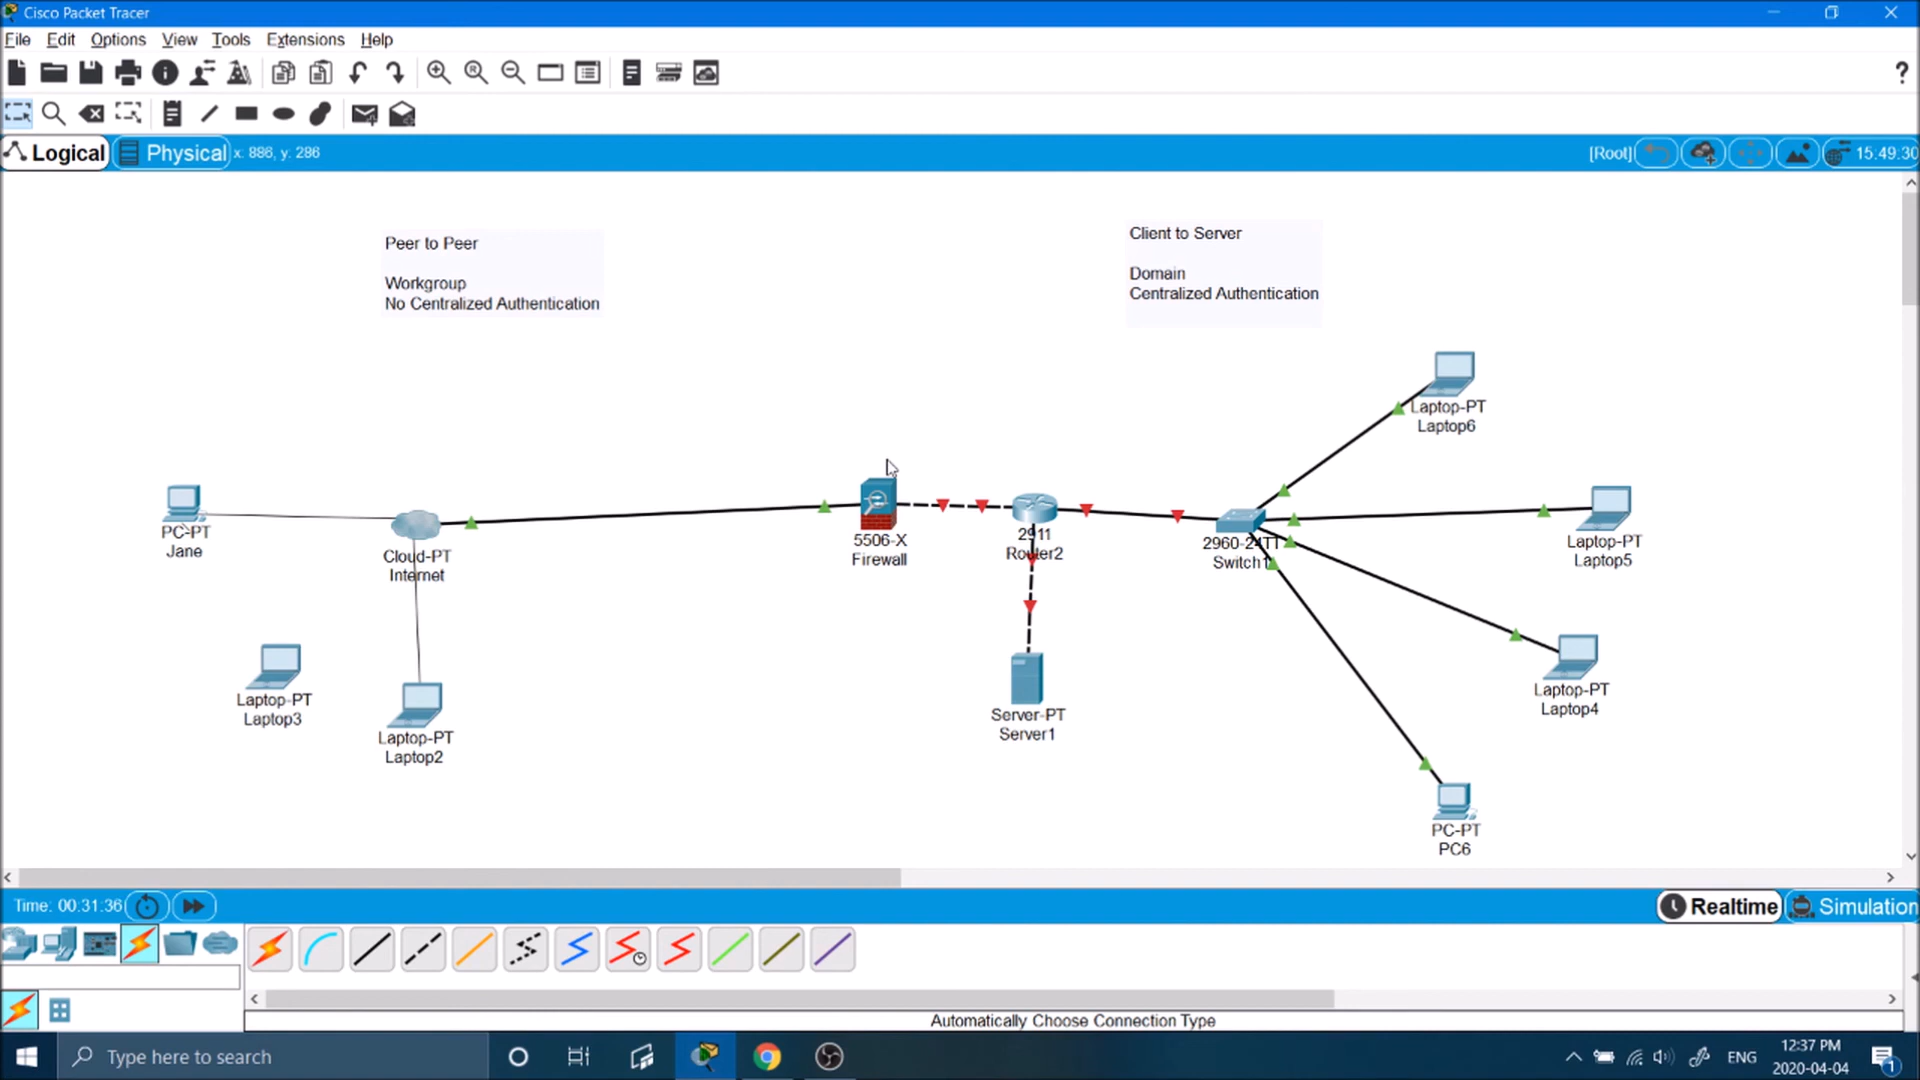 Cisco Packet Tracer
File Edit Options View Tools Extensions Help
?
Logical Physical x: 886, y: 286 [Root] 15:49:30
Peer to Peer
Workgroup
No Centralized Authentication
Client to Server
Domain
Centralized Authentication
Laptop-PT
Laptop6
PC-PT
Jane
Cloud-PT
Internet
5506-X
Firewall
2911
Router2
2960-24TT
Switch1
Laptop-PT
Laptop5
Laptop-PT
Laptop3
Laptop-PT
Laptop2
Server-PT
Server1
Laptop-PT
Laptop4
PC-PT
PC6
Time: 00:31:36 Realtime Simulation
Automatically Choose Connection Type
Type here to search
ENG
12:37 PM
2020-04-04
1